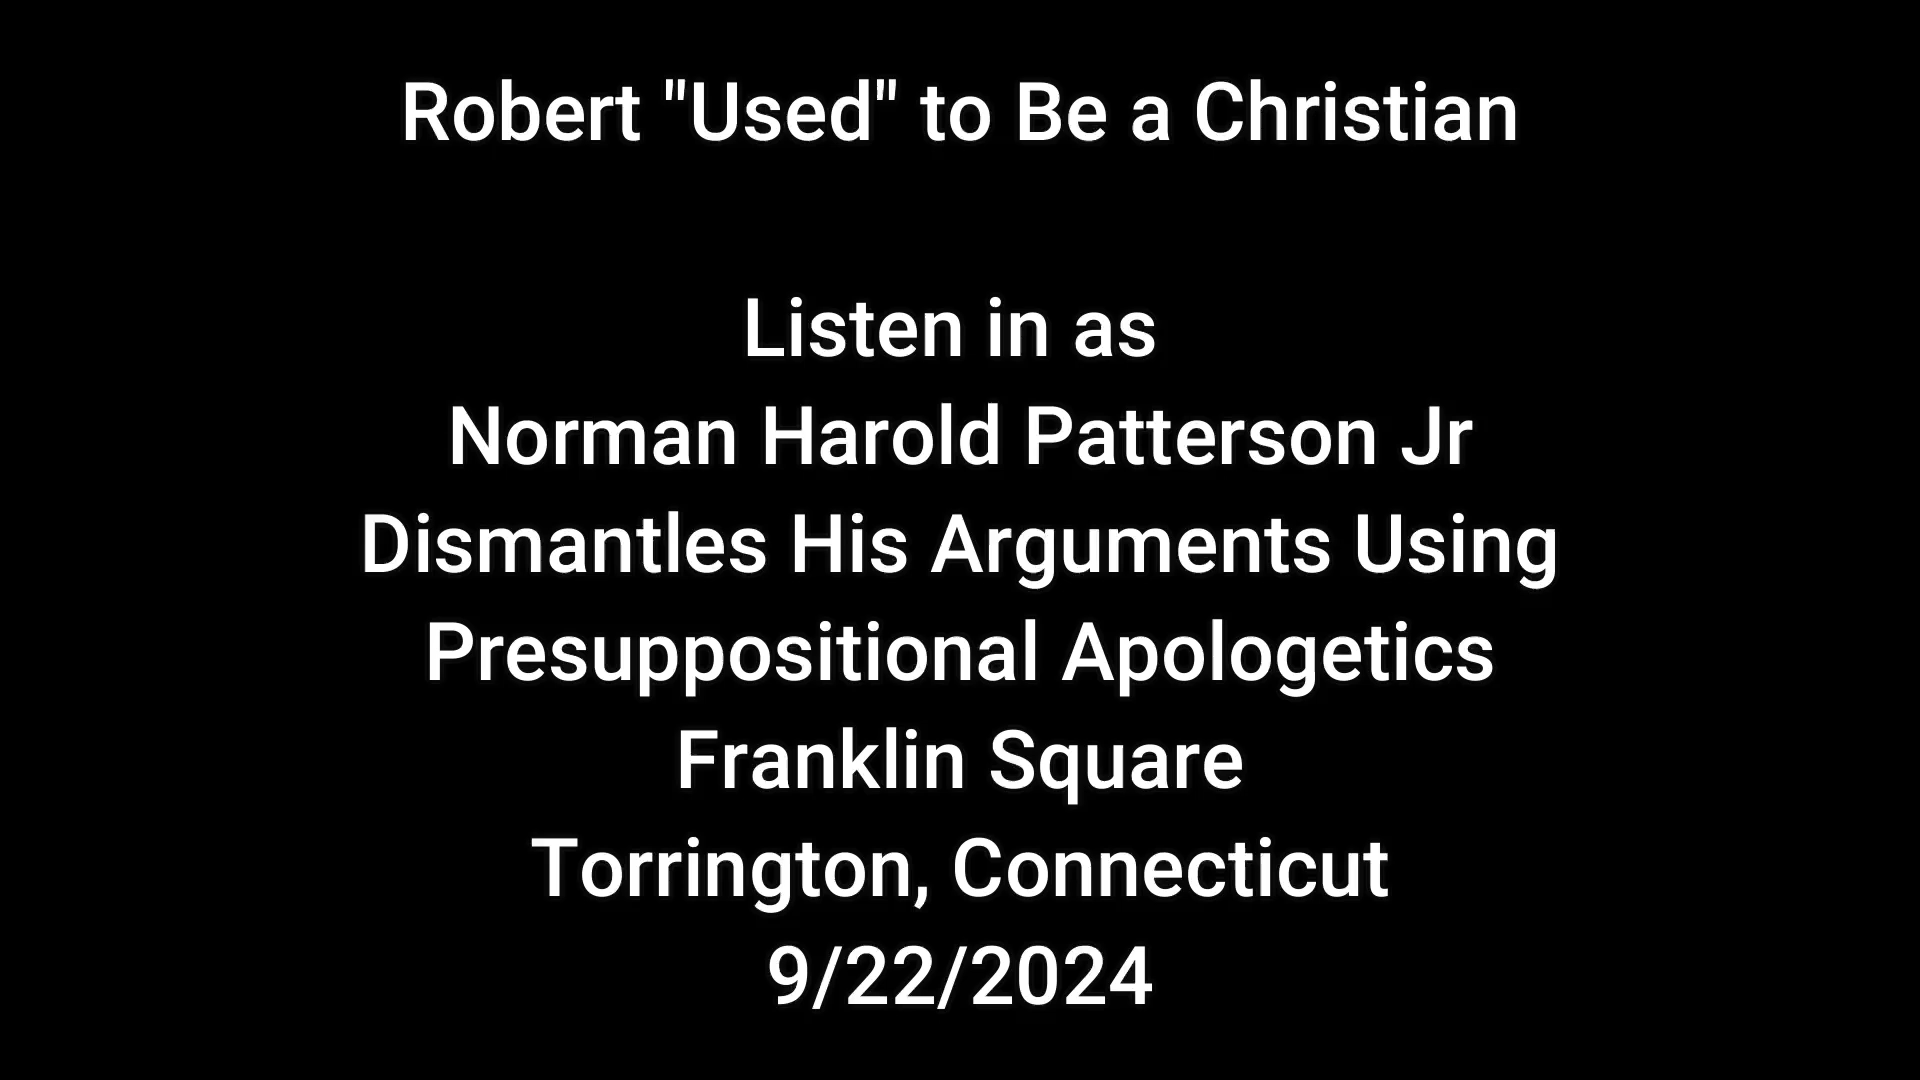 Robert "Used" to Be a Christian
Listen in as
Norman Harold Patterson Jr
Dismantles His Arguments Using
Presuppositional Apologetics
Franklin Square
Torrington, Connecticut
9/22/2024